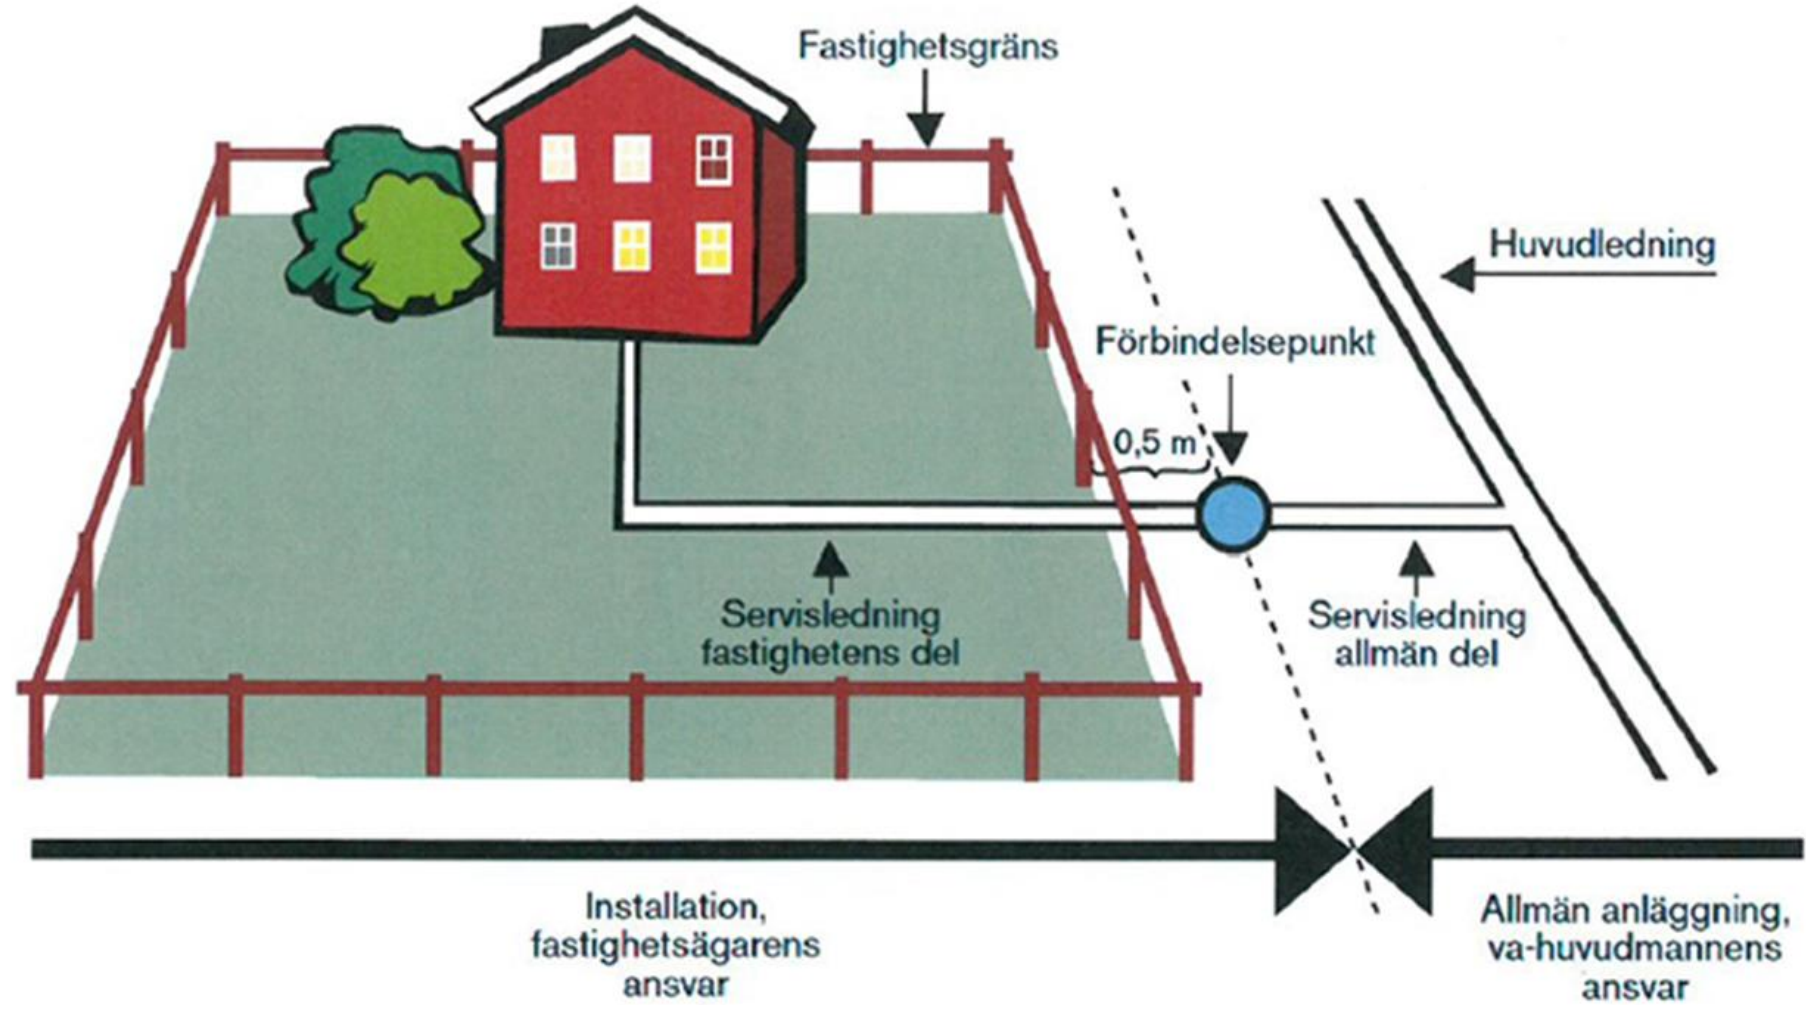 Fastighetsgräns
Huvudledning
Förbindelsepunkt
0,5 m
Servisledning
fastighetens del
Servisledning
allmän del
Installation,
fastighetsägarens
ansvar
Allmän anläggning,
va-huvudmannens
ansvar